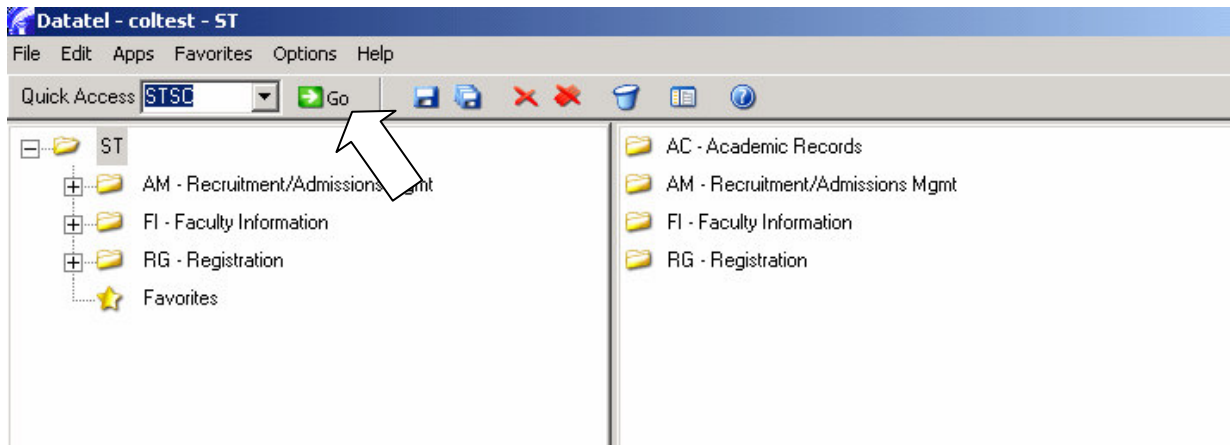 Datatel - coltest - ST
File Edit Apps Favorites Options Help
Quick Access STSC Go
ST
AM - Recruitment/Admissions Mgmt
FI - Faculty Information
RG - Registration
Favorites
AC - Academic Records
AM - Recruitment/Admissions Mgmt
FI - Faculty Information
RG - Registration